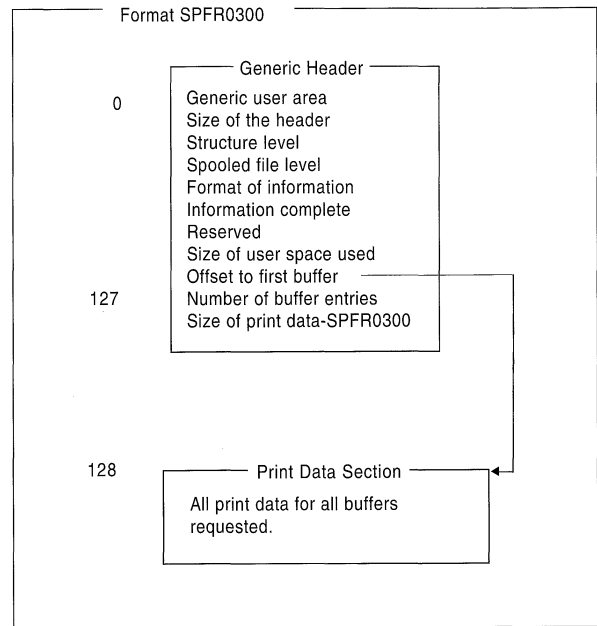 Format SPFR0300
Generic Header
0
Generic user area
Size of the header
Structure level
Spooled file level
Format of information
Information complete
Reserved
Size of user space used
Offset to first buffer
127
Number of buffer entries
Size of print data-SPFR0300
128
Print Data Section
All print data for all buffers
requested.